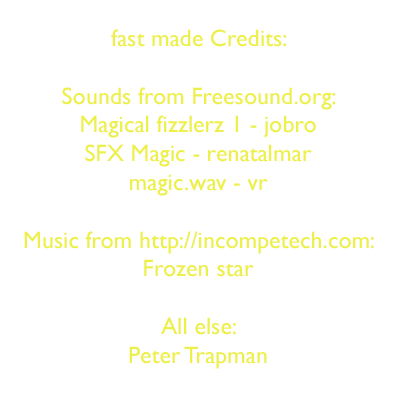 fast made Credits:
Sounds from Freesound.org:
Magical fizzlerz 1 - jobro
SFX Magic - renatalmar
magic.wav - vr
Music from http://incompetech.com:
Frozen star
All else:
Peter Trapman